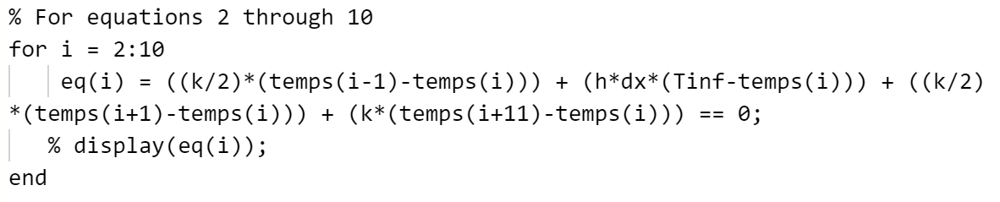 % For equations 2 through 10
for i = 2:10
eq(i) = ((k/2)*(temps(i-1)-temps(i))) + (h*dx*(Tinf-temps(i))) + ((k/2)
*(temps(i+1)-temps(i))) + (k*(temps(i+11)-temps(i))) == 0;
% display(eq(i));
end